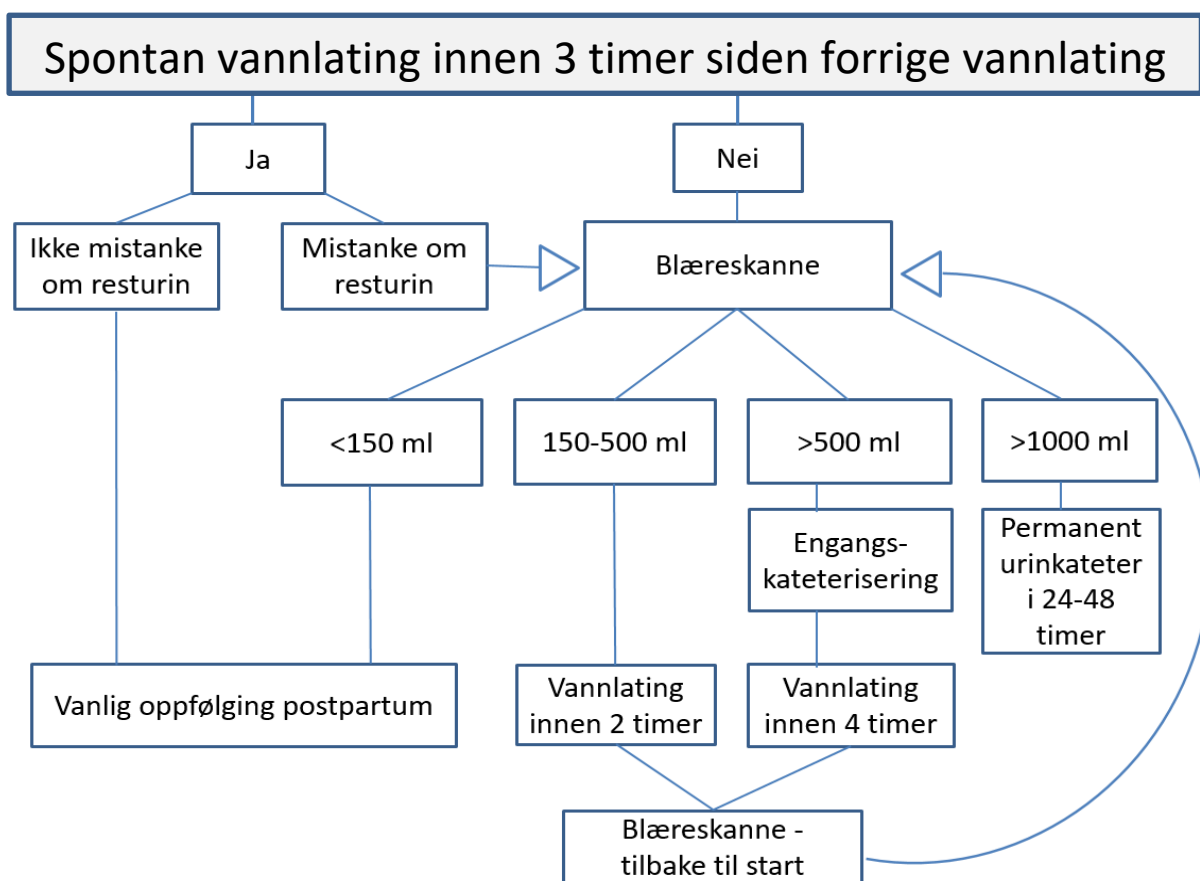 Spontan vannlating innen 3 timer siden forrige vannlating
Ja
Nei
Ikke mistanke
om resturin
Mistanke om
resturin
Blæreskanne
<150 ml
150-500 ml
>500 ml
>1000 ml
Engangs-
kateterisering
Permanent
urinkateter
i 24-48
timer
Vanlig oppfølging postpartum
Vannlating
innen 2 timer
Vannlating
innen 4 timer
Blæreskanne -
tilbake til start